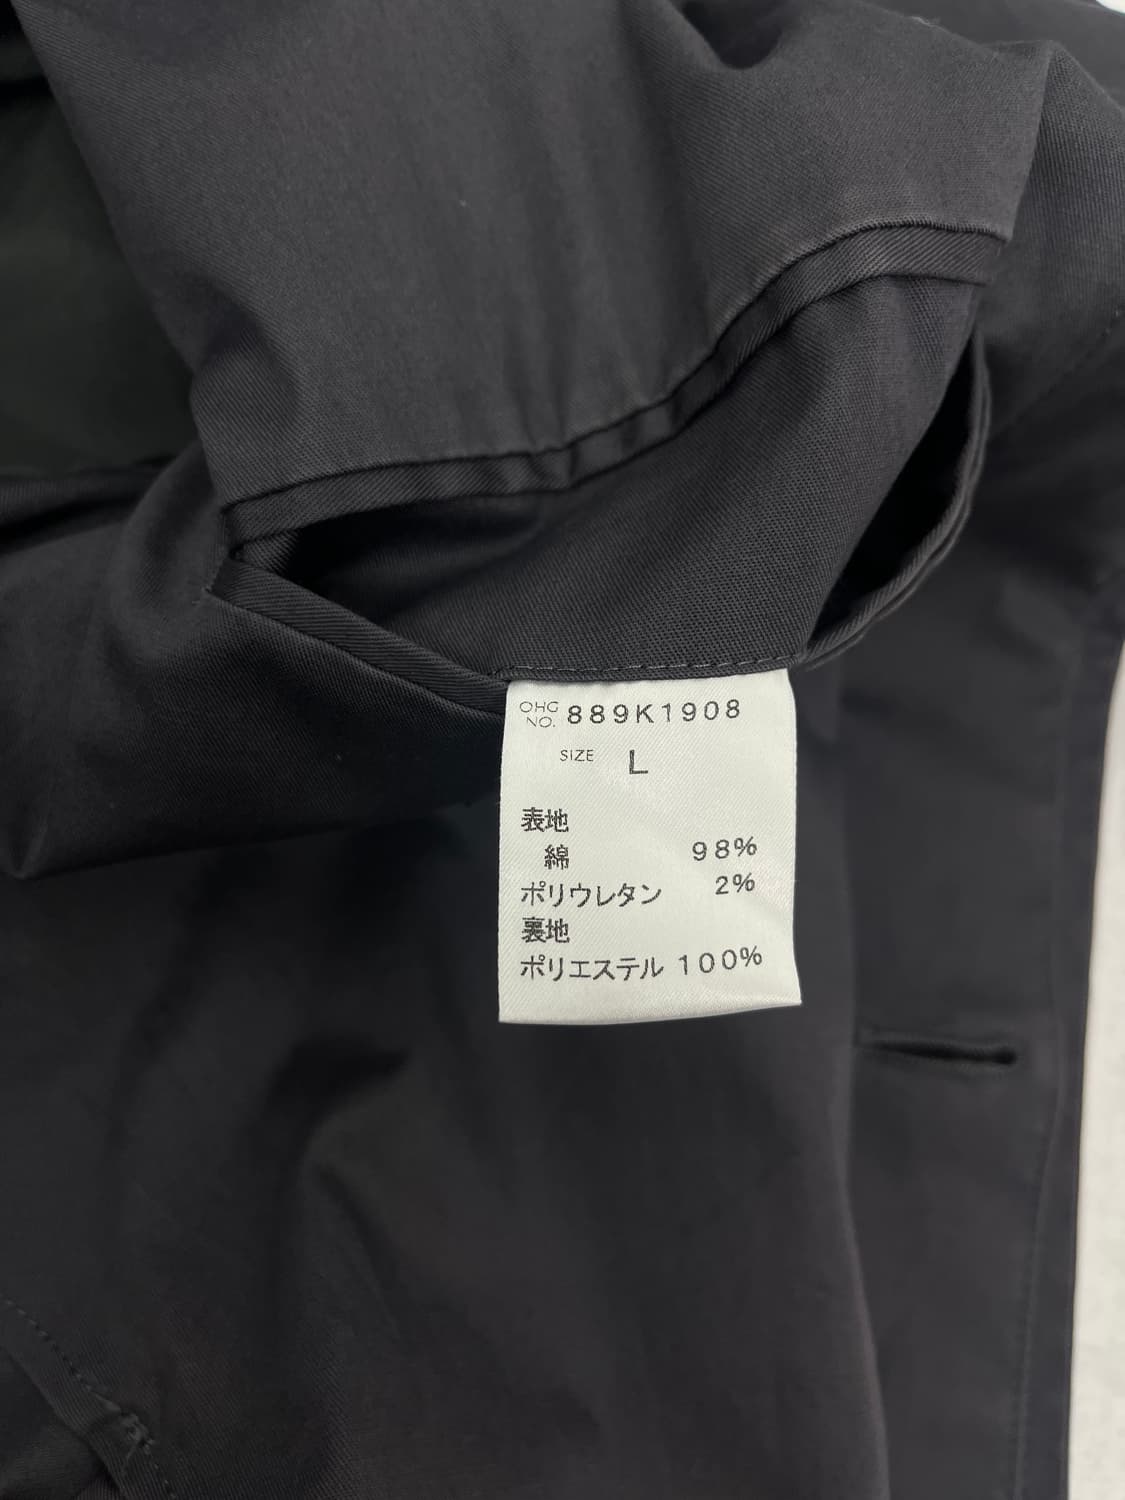 OHG NO. 889K1908
SIZE L
表地
綿 98%
ポリウレタン 2%
裏地
ポリエステル 100%